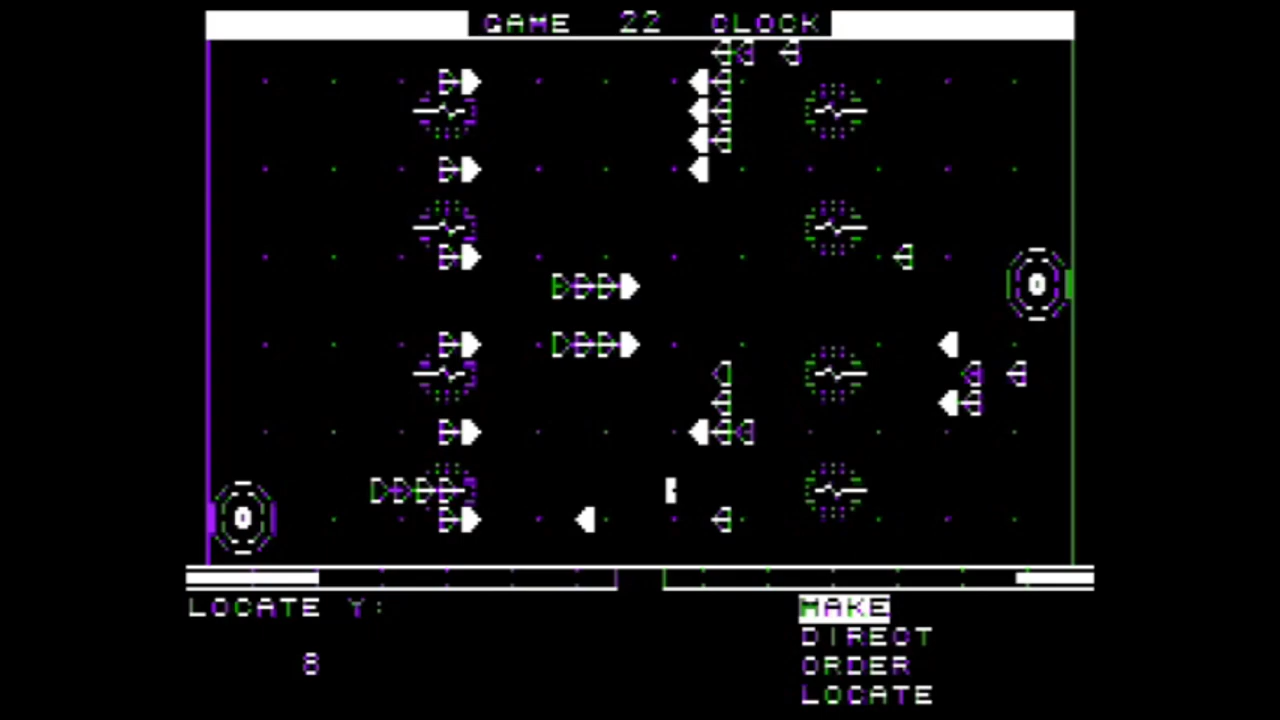 GAME 22 CLOCK
LOCATE Y:
8
MAKE
DIRECT
ORDER
LOCATE